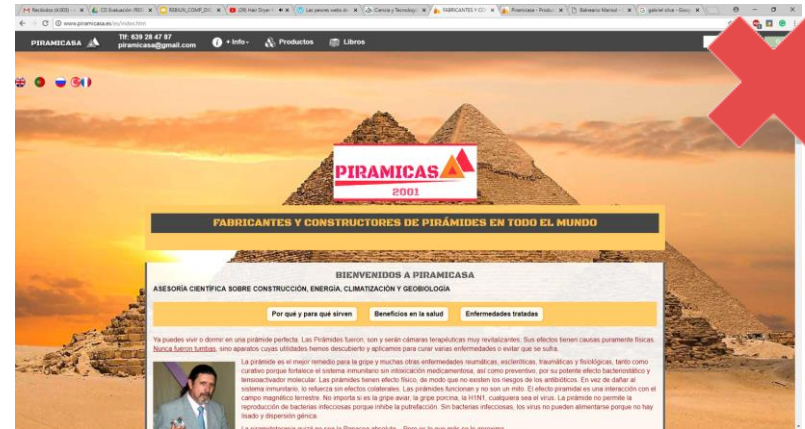 Recibidos (6.003)
www.piramicasa.es/es/index.htm
PIRAMICASA
Tlf: 639 28 47 87
piramicasa@gmail.com
+ Info
Productos
Libros
PIRAMICAS
2001
FABRICANTES Y CONSTRUCTORES DE PIRÁMIDES EN TODO EL MUNDO
BIENVENIDOS A PIRAMICASA
ASESORÍA CIENTÍFICA SOBRE CONSTRUCCIÓN, ENERGÍA, CLIMATIZACIÓN Y GEOBIOLOGÍA
Por qué y para qué sirven
Beneficios en la salud
Enfermedades tratadas
Ya puedes vivir o dormir en una pirámide perfecta. Las Pirámides fueron, son y serán cámaras terapéuticas muy revitalizantes. Sus efectos tienen causas puramente físicas.
Nunca fueron tumbas, sino aparatos cuyas utilidades hemos descubierto y aplicamos para curar varias enfermedades o evitar que se sufra.
La pirámide es el mejor remedio para la gripe y muchas otras enfermedades reumáticas, escleróticas, traumáticas y fisiológicas, tanto como
curativo porque fortalece el sistema inmunitario sin intoxicación medicamentosa, así como preventivo, por su potente efecto bacteriostático y
tensoactivador molecular. Las pirámides tienen efecto físico, de modo que no existen los riesgos de los antibióticos. En vez de dañar al
sistema inmunitario, lo refuerza sin efectos colaterales. Las pirámides funcionan y no son un mito. El efecto piramidal es una interacción con el
campo magnético terrestre. No importa si es la gripe aviar, la gripe porcina, la H1N1, cualquiera sea el virus. La pirámide no permite la
reproducción de bacterias infecciosas porque inhibe la putrefacción. Sin bacterias infecciosas, los virus no pueden alimentarse porque no hay
lisado y dispersión génica.